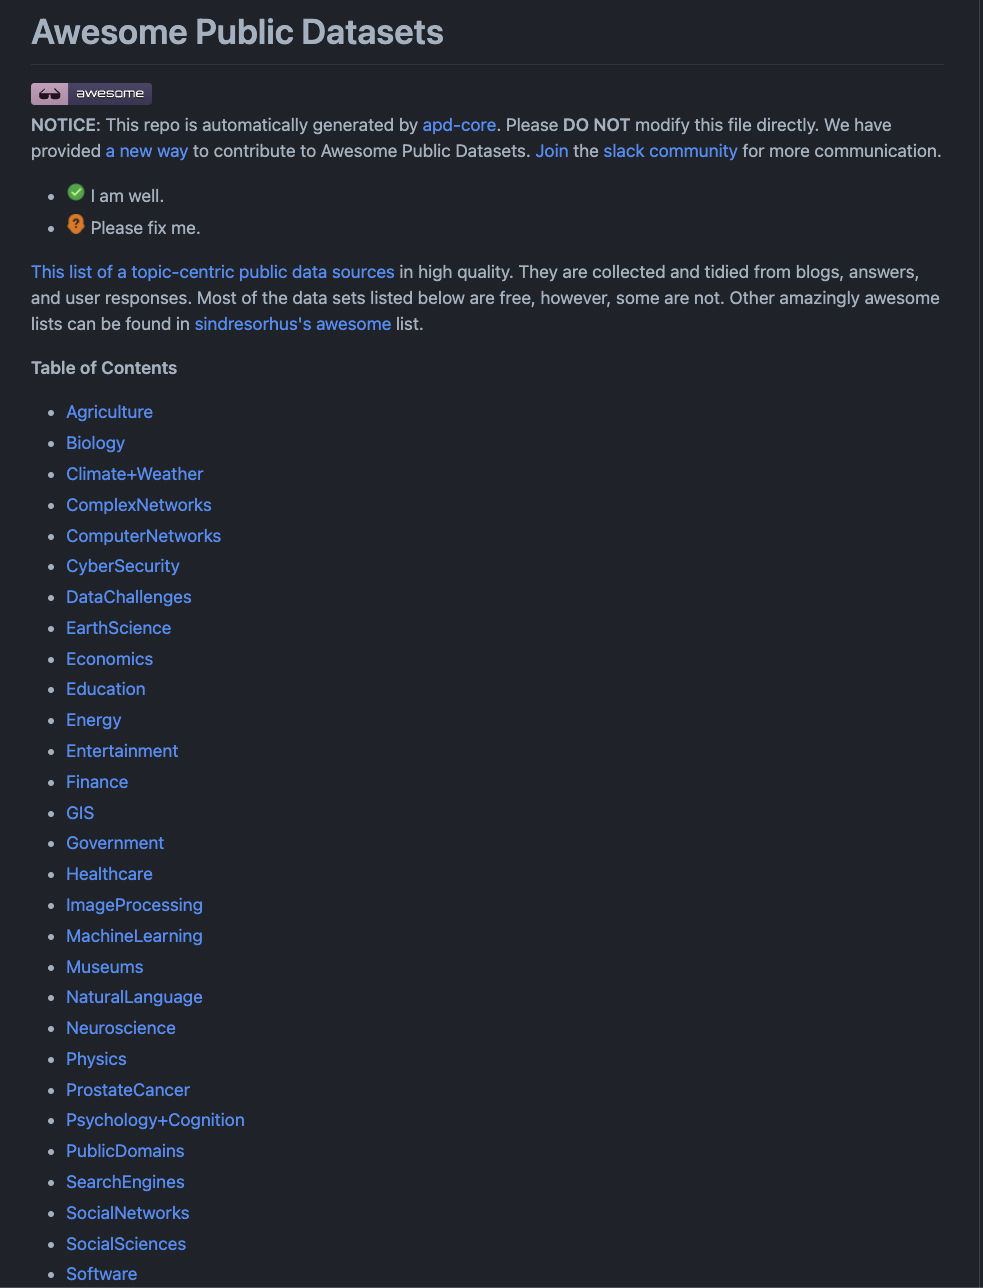 Awesome Public Datasets
awesome
NOTICE: This repo is automatically generated by apd-core. Please DO NOT modify this file directly. We have
provided a new way to contribute to Awesome Public Datasets. Join the slack community for more communication.
I am well.
? Please fix me.
This list of a topic-centric public data sources in high quality. They are collected and tidied from blogs, answers,
and user responses. Most of the data sets listed below are free, however, some are not. Other amazingly awesome
lists can be found in sindresorhus's awesome list.
Table of Contents
Agriculture
Biology
Climate+Weather
ComplexNetworks
ComputerNetworks
CyberSecurity
DataChallenges
EarthScience
Economics
Education
Energy
Entertainment
Finance
GIS
Government
Healthcare
ImageProcessing
MachineLearning
Museums
NaturalLanguage
Neuroscience
Physics
ProstateCancer
Psychology+Cognition
PublicDomains
SearchEngines
SocialNetworks
SocialSciences
Software